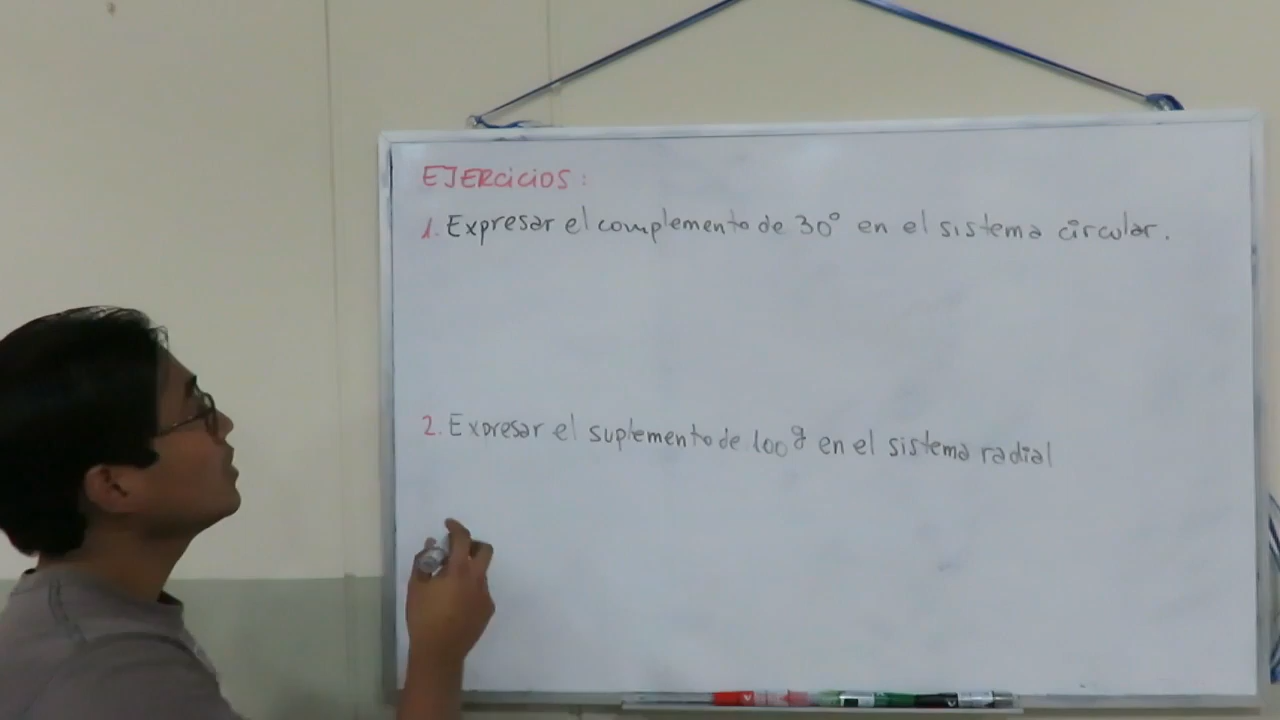 EJERCICIOS:
1. Expresar el complemento de 30° en el sistema circular.
2. Expresar el suplemento de 100g en el sistema radial